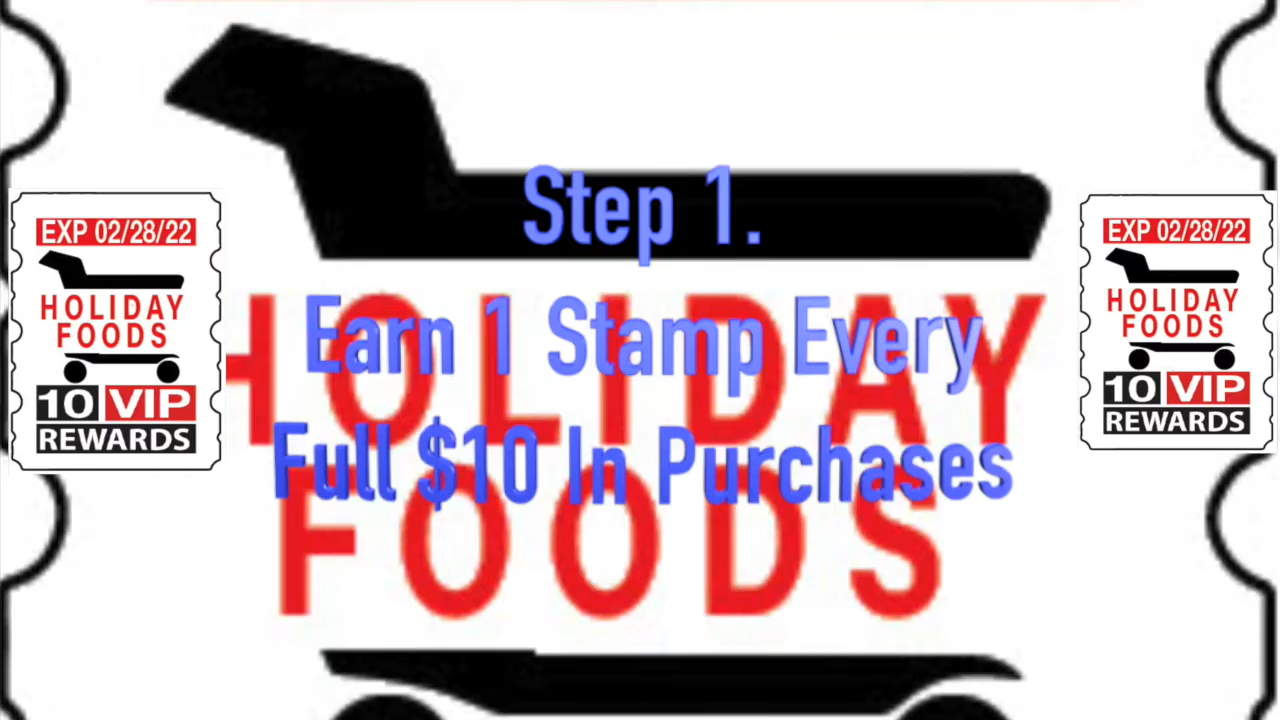 Step 1.
Earn 1 Stamp Every
Full $10 In Purchases
HOLIDAY
FOODS
EXP 02/28/22
HOLIDAY
FOODS
10 VIP
REWARDS
EXP 02/28/22
HOLIDAY
FOODS
10 VIP
REWARDS